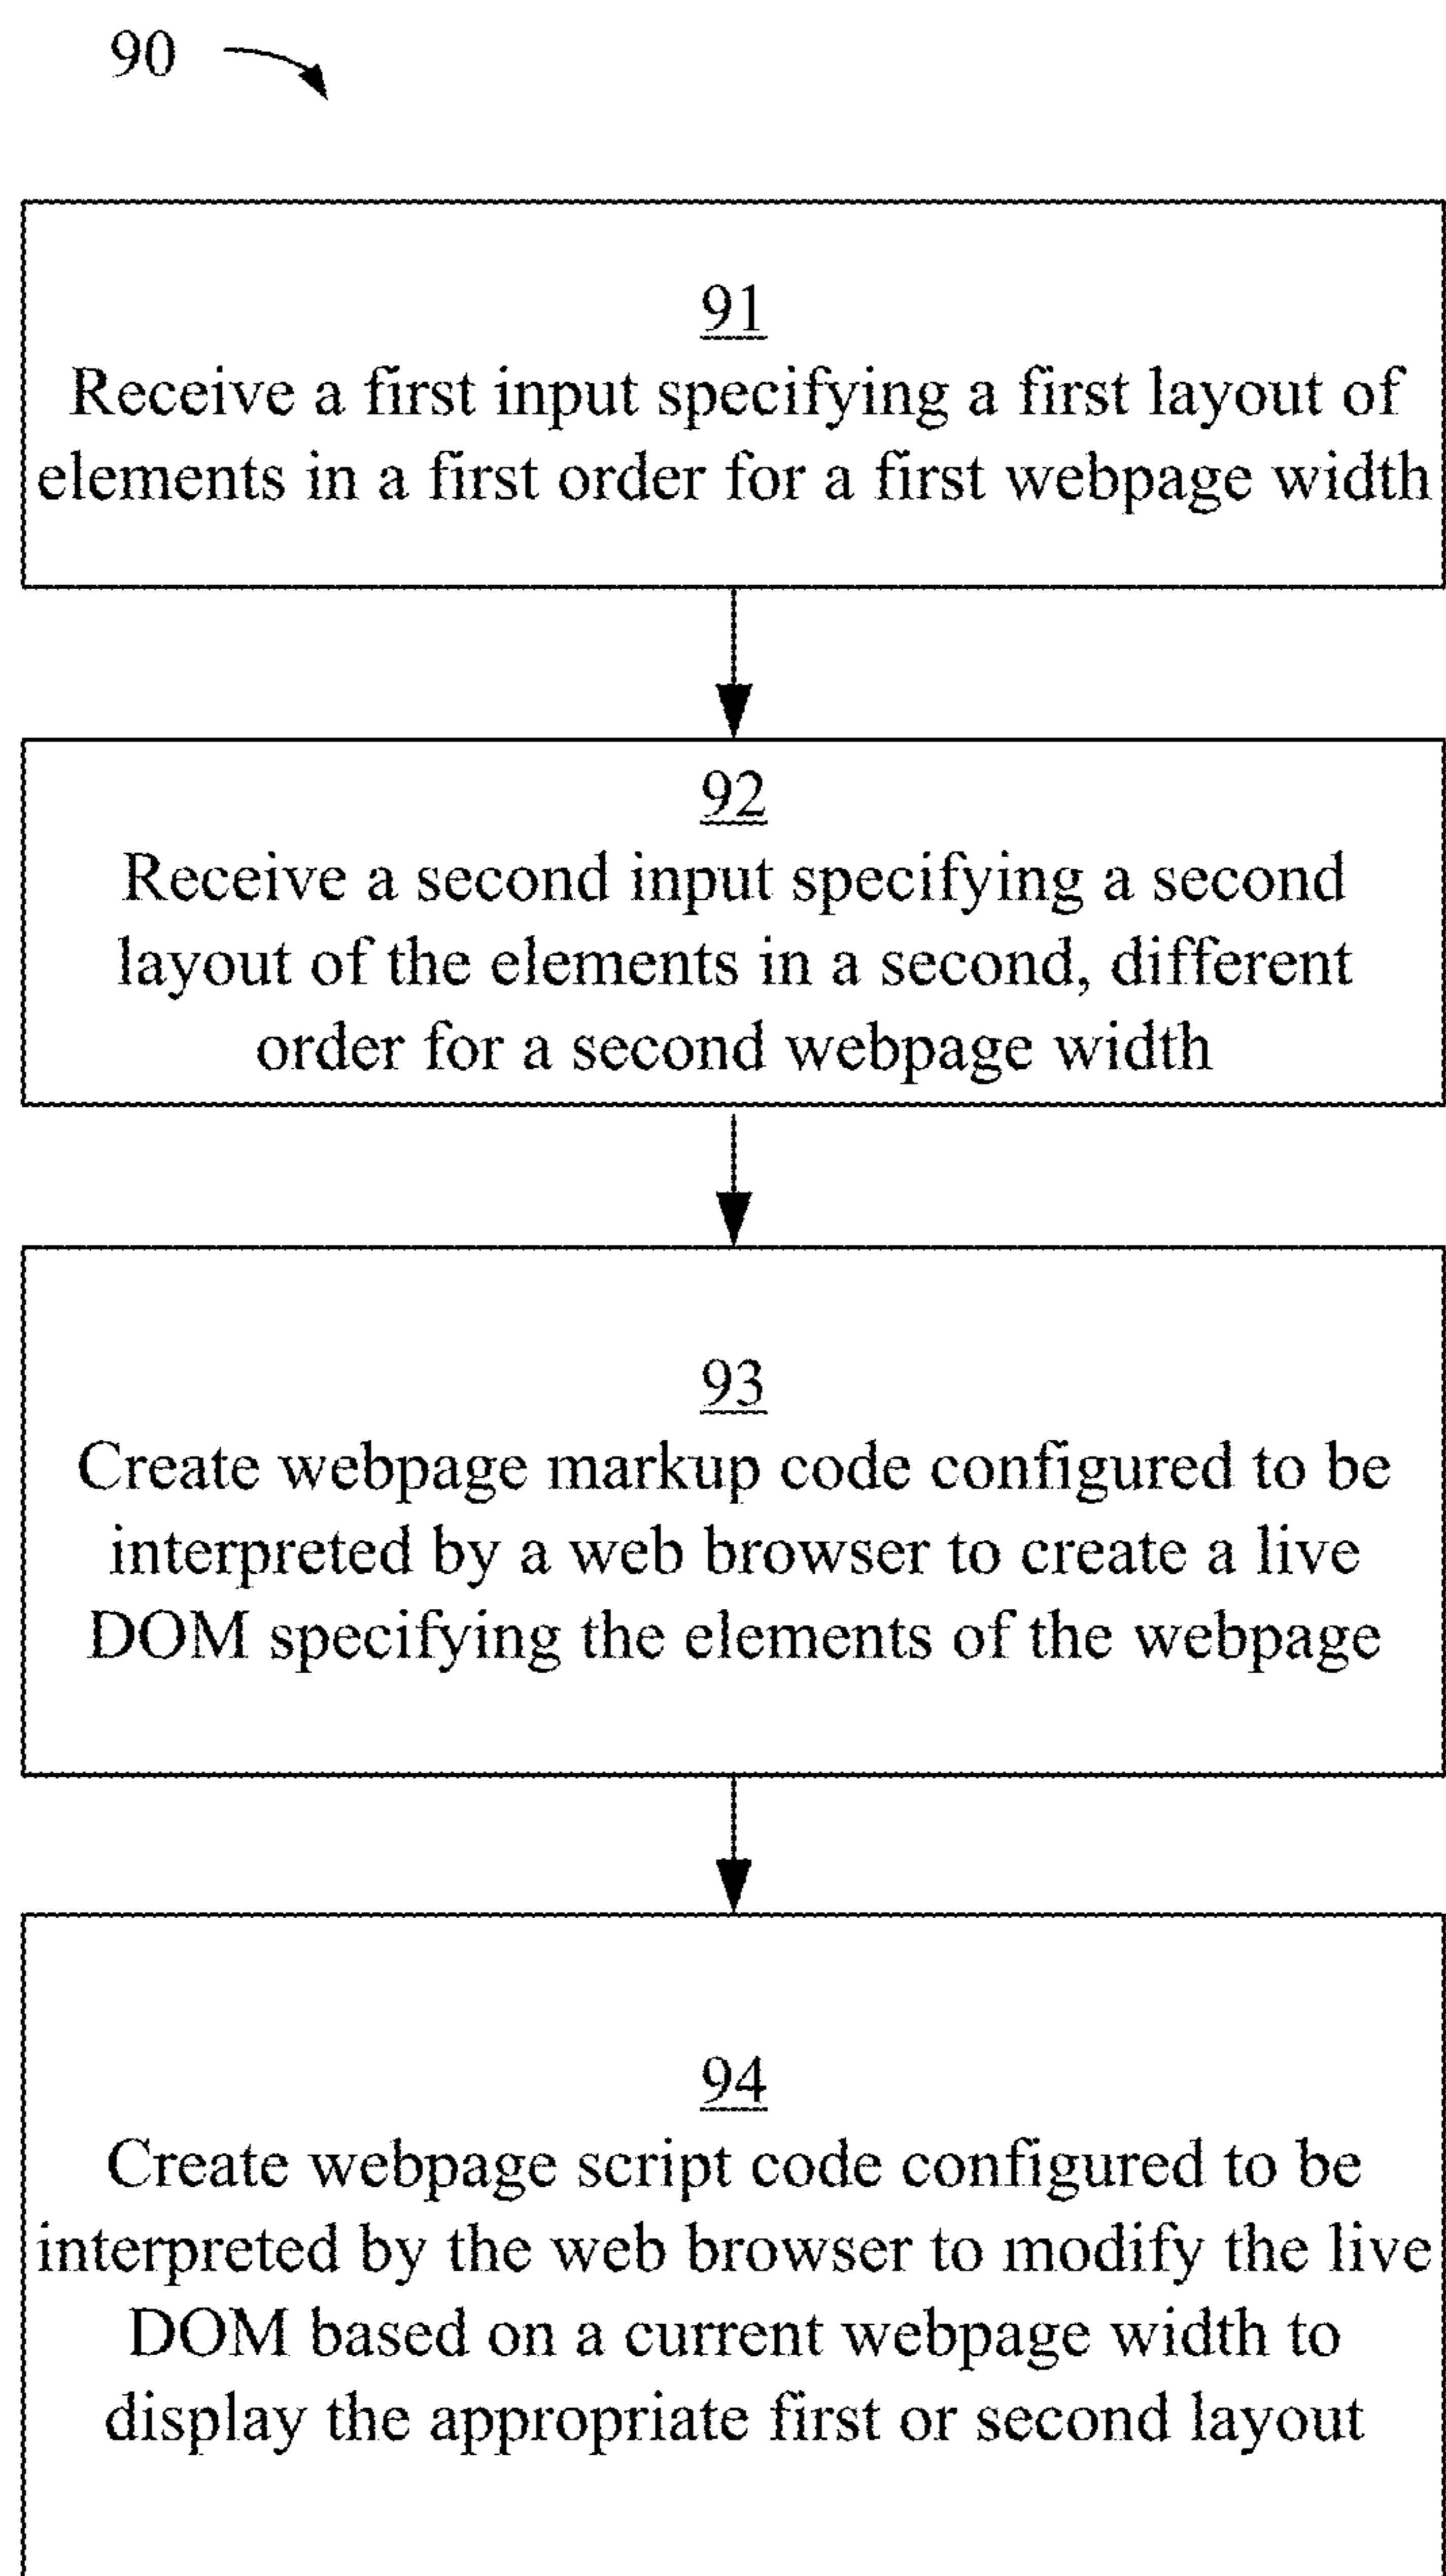 90
91
Receive a first input specifying a first layout of
elements in a first order for a first webpage width
92
Receive a second input specifying a second
layout of the elements in a second, different
order for a second webpage width
93
Create webpage markup code configured to be
interpreted by a web browser to create a live
DOM specifying the elements of the webpage
94
Create webpage script code configured to be
interpreted by the web browser to modify the live
DOM based on a current webpage width to
display the appropriate first or second layout